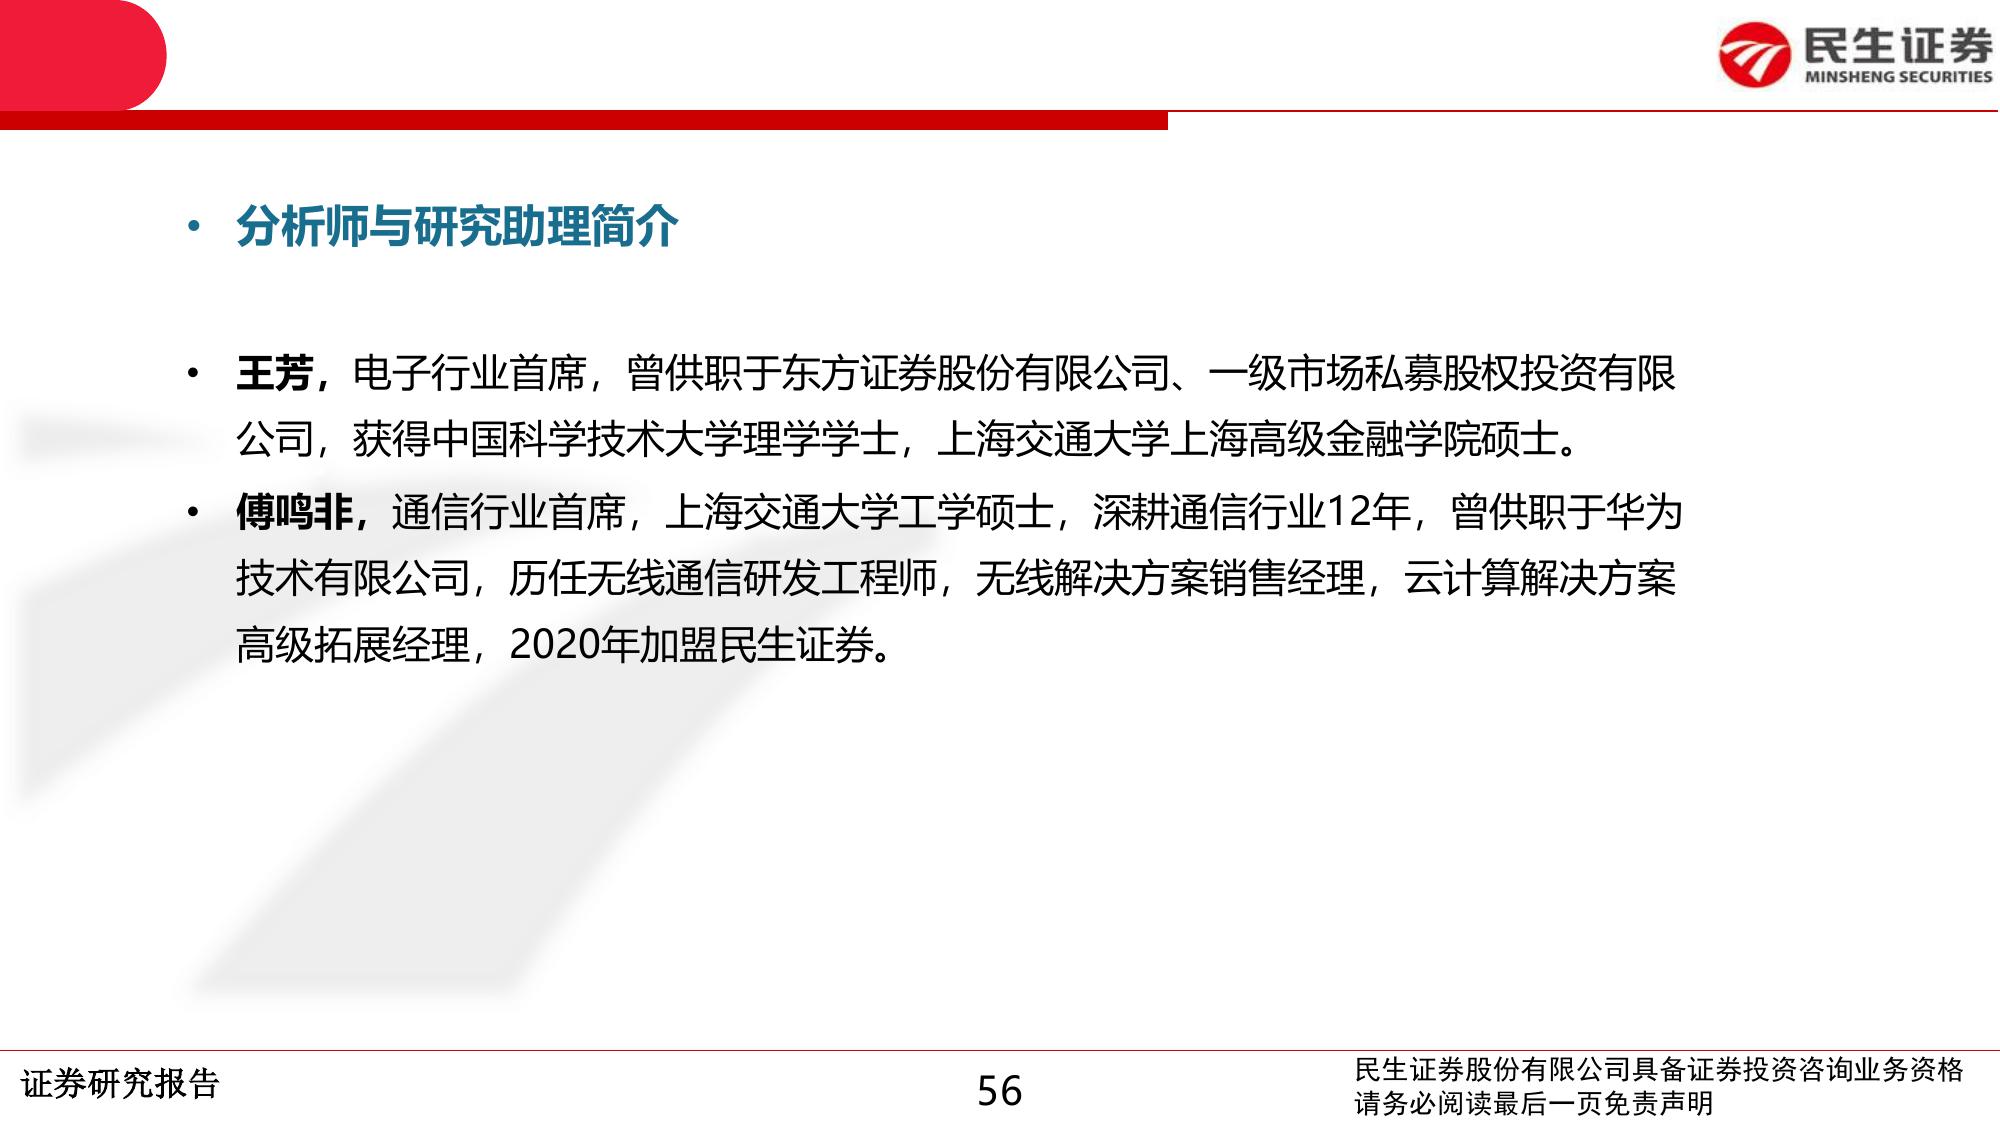 民生证券
MINSHENG SECURITIES
• 分析师与研究助理简介
• 王芳，电子行业首席，曾供职于东方证券股份有限公司、一级市场私募股权投资有限
公司，获得中国科学技术大学理学学士，上海交通大学上海高级金融学院硕士。
• 傅鸣非，通信行业首席，上海交通大学工学硕士，深耕通信行业12年，曾供职于华为
技术有限公司，历任无线通信研发工程师，无线解决方案销售经理，云计算解决方案
高级拓展经理，2020年加盟民生证券。
证券研究报告
56
民生证券股份有限公司具备证券投资咨询业务资格
请务必阅读最后一页免责声明